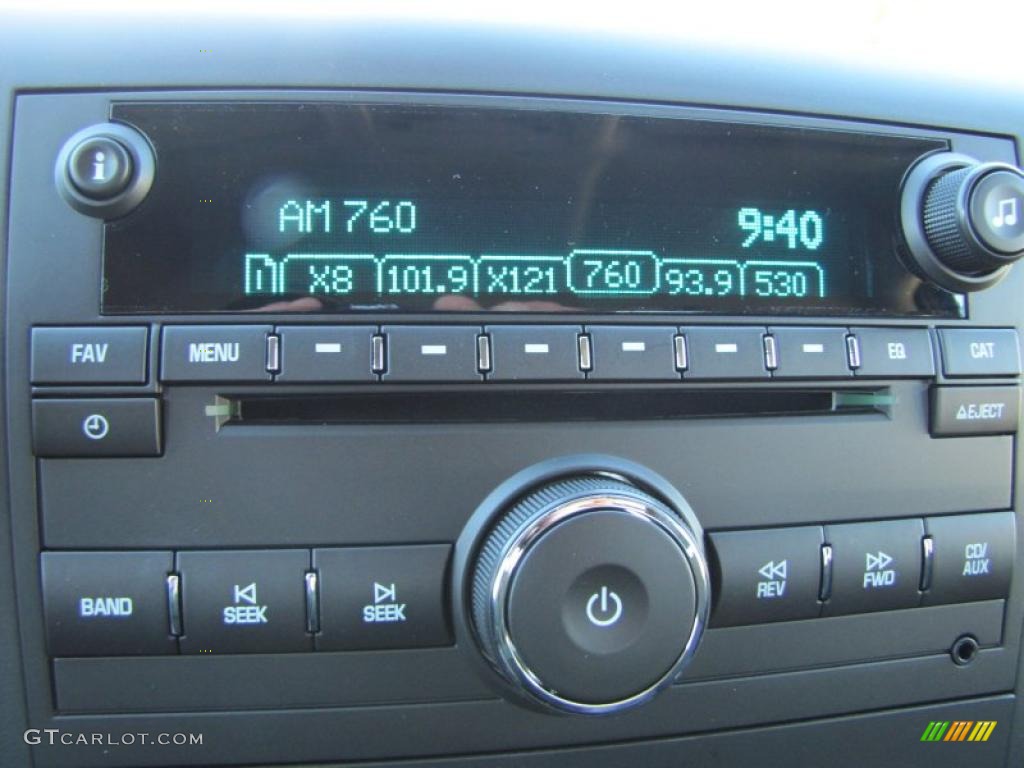 i
AM 760 9:40
1 X8 101.9 X121 760 93.9 530
FAV MENU EQ CAT
EJECT
BAND SEEK SEEK REV FWD CD/
AUX
GTCARLOT.COM